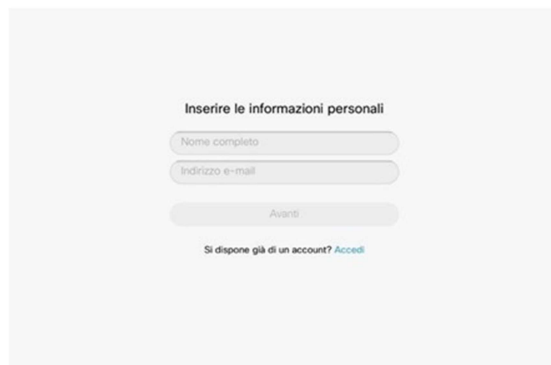 Inserire le informazioni personali
Nome completo
Indirizzo e-mail
Avanti
Si dispone già di un account? Accedi